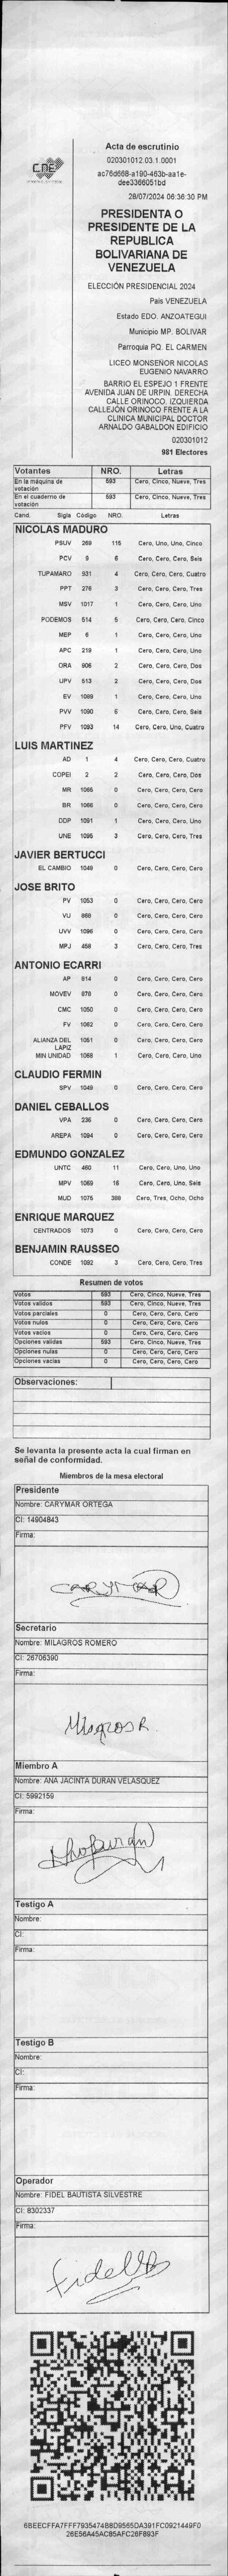 CNE
Acta de escrutinio
020301012.03.1.0001
ac76d668-a190-463b-aa1e-
dee3366051bd
28/07/2024 06:36:30 PM
PRESIDENTA O
PRESIDENTE DE LA
REPUBLICA
BOLIVARIANA DE
VENEZUELA
ELECCIÓN PRESIDENCIAL 2024
País VENEZUELA
Estado EDO. ANZOATEGUI
Municipio MP. BOLIVAR
Parroquia PQ. EL CARMEN
LICEO MONSEÑOR NICOLAS
EUGENIO NAVARRO
BARRIO EL ESPEJO 1 FRENTE
AVENIDA JUAN DE URPIN. DERECHA
CALLE ORINOCO. IZQUIERDA
CALLEJÓN ORINOCO FRENTE A LA
CLINICA MUNICIPAL DOCTOR
ARNALDO GABALDON EDIFICIO
020301012
981 Electores
Votantes NRO. Letras
En la máquina de votación 593 Cero, Cinco, Nueve, Tres
En el cuaderno de votación 593 Cero, Cinco, Nueve, Tres
Cand. Sigla Código NRO. Letras
NICOLAS MADURO
PSUV 269 115 Cero, Uno, Uno, Cinco
PCV 9 6 Cero, Cero, Cero, Seis
TUPAMARO 931 4 Cero, Cero, Cero, Cuatro
PPT 276 3 Cero, Cero, Cero, Tres
MSV 1017 1 Cero, Cero, Cero, Uno
PODEMOS 514 5 Cero, Cero, Cero, Cinco
MEP 6 1 Cero, Cero, Cero, Uno
APC 219 1 Cero, Cero, Cero, Uno
ORA 906 2 Cero, Cero, Cero, Dos
UPV 513 2 Cero, Cero, Cero, Dos
EV 1089 1 Cero, Cero, Cero, Uno
PVV 1090 6 Cero, Cero, Cero, Seis
PFV 1093 14 Cero, Cero, Uno, Cuatro
LUIS MARTINEZ
AD 1 4 Cero, Cero, Cero, Cuatro
COPEI 2 2 Cero, Cero, Cero, Dos
MR 1065 0 Cero, Cero, Cero, Cero
BR 1066 0 Cero, Cero, Cero, Cero
DDP 1091 1 Cero, Cero, Cero, Uno
UNE 1095 3 Cero, Cero, Cero, Tres
JAVIER BERTUCCI
EL CAMBIO 1048 0 Cero, Cero, Cero, Cero
JOSE BRITO
PV 1053 0 Cero, Cero, Cero, Cero
VU 868 0 Cero, Cero, Cero, Cero
UVV 1096 0 Cero, Cero, Cero, Cero
MPJ 458 3 Cero, Cero, Cero, Tres
ANTONIO ECARRI
AP 814 0 Cero, Cero, Cero, Cero
MOVEV 878 0 Cero, Cero, Cero, Cero
CMC 1050 0 Cero, Cero, Cero, Cero
FV 1062 0 Cero, Cero, Cero, Cero
ALIANZA DEL LAPIZ 1051 0 Cero, Cero, Cero, Cero
MIN UNIDAD 1068 1 Cero, Cero, Cero, Uno
CLAUDIO FERMIN
SPV 1049 0 Cero, Cero, Cero, Cero
DANIEL CEBALLOS
VPA 236 0 Cero, Cero, Cero, Cero
AREPA 1094 0 Cero, Cero, Cero, Cero
EDMUNDO GONZALEZ
UNTC 460 11 Cero, Cero, Uno, Uno
MPV 1069 16 Cero, Cero, Uno, Seis
MUD 1075 388 Cero, Tres, Ocho, Ocho
ENRIQUE MARQUEZ
CENTRADOS 1073 0 Cero, Cero, Cero, Cero
BENJAMIN RAUSSEO
CONDE 1092 3 Cero, Cero, Cero, Tres
Resumen de votos
Votos 593 Cero, Cinco, Nueve, Tres
Votos validos 593 Cero, Cinco, Nueve, Tres
Votos parciales 0 Cero, Cero, Cero, Cero
Votos nulos 0 Cero, Cero, Cero, Cero
Votos vacios 0 Cero, Cero, Cero, Cero
Opciones validas 593 Cero, Cinco, Nueve, Tres
Opciones nulas 0 Cero, Cero, Cero, Cero
Opciones vacias 0 Cero, Cero, Cero, Cero
Observaciones:
Se levanta la presente acta la cual firman en
señal de conformidad.
Miembros de la mesa electoral
Presidente
Nombre: CARYMAR ORTEGA
CI: 14904843
Firma:
CARYMAR
Secretario
Nombre: MILAGROS ROMERO
CI: 26706390
Firma:
Milagros R.
Miembro A
Nombre: ANA JACINTA DURAN VELASQUEZ
CI: 5992159
Firma:
Testigo A
Nombre:
CI:
Firma:
Testigo B
Nombre:
CI:
Firma:
Operador
Nombre: FIDEL BAUTISTA SILVESTRE
CI: 8302337
Firma:
6BEECFFA7FFF7935474B8D9565DA391FC0921449F0
26E56A45AC85AFC26F893F